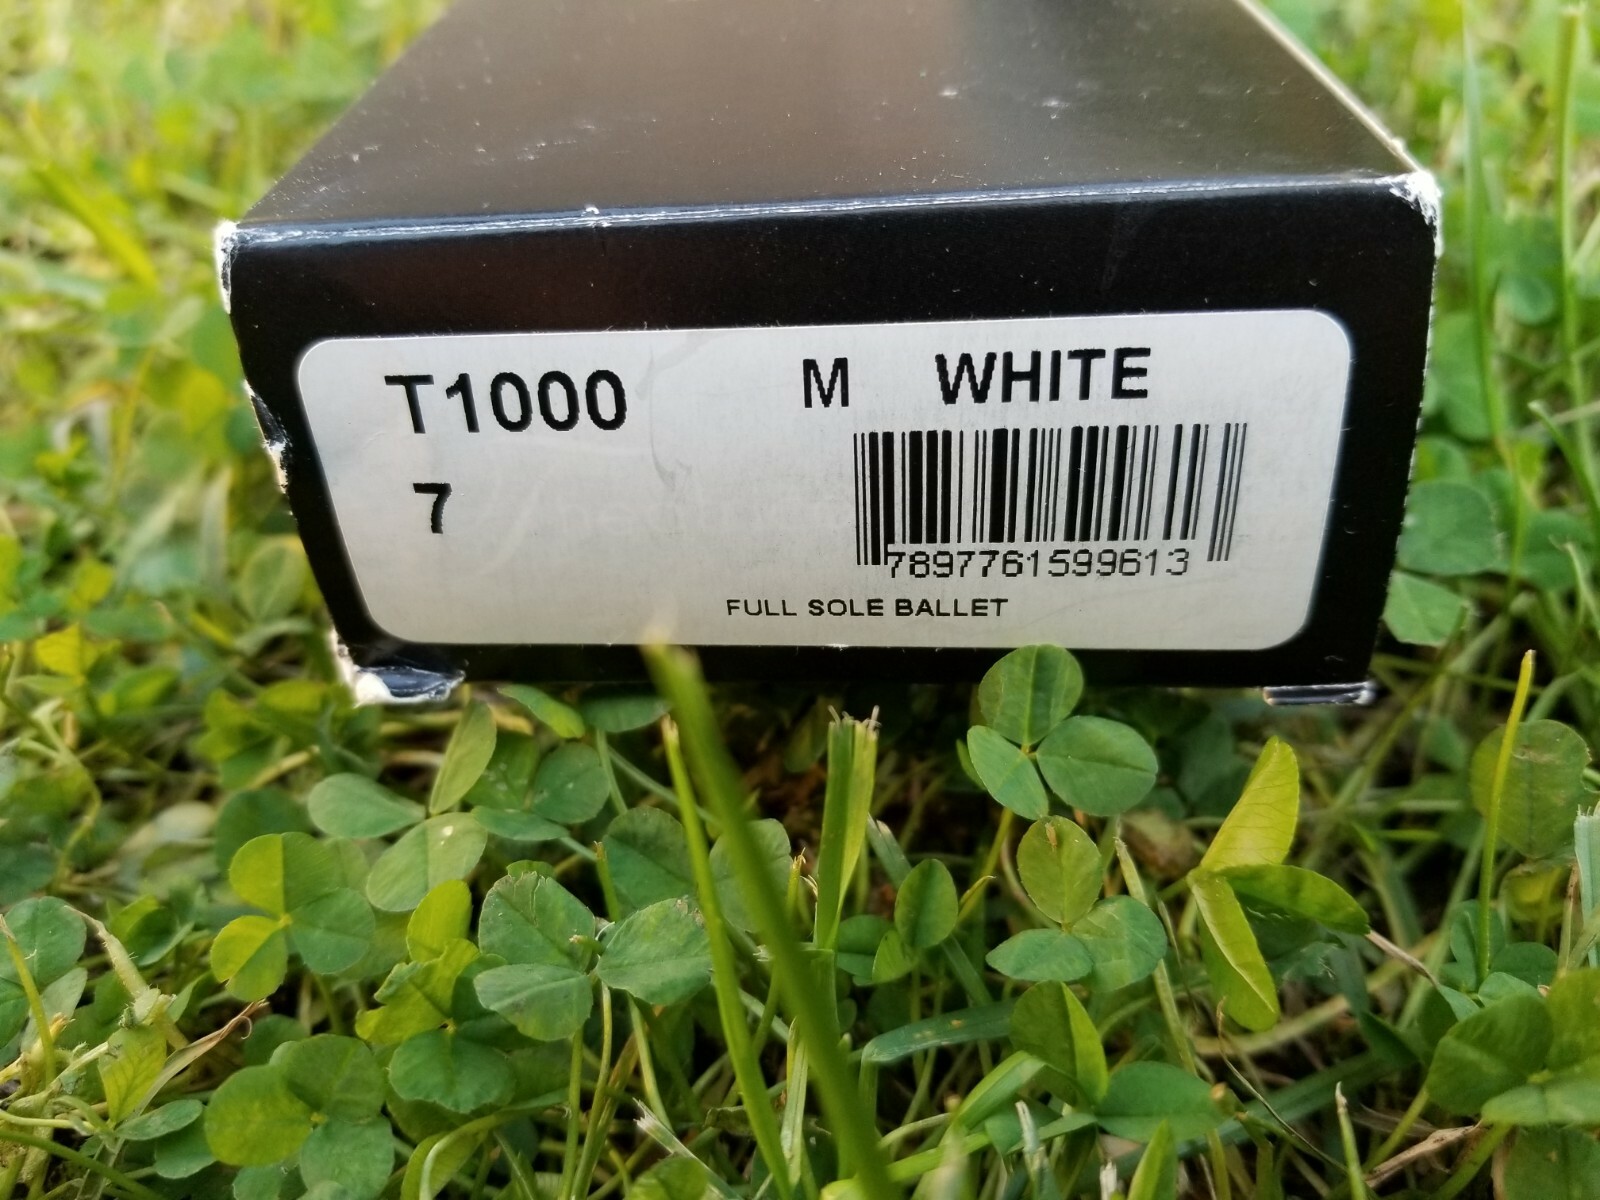 T1000 M WHITE
7
7897761599613
FULL SOLE BALLET